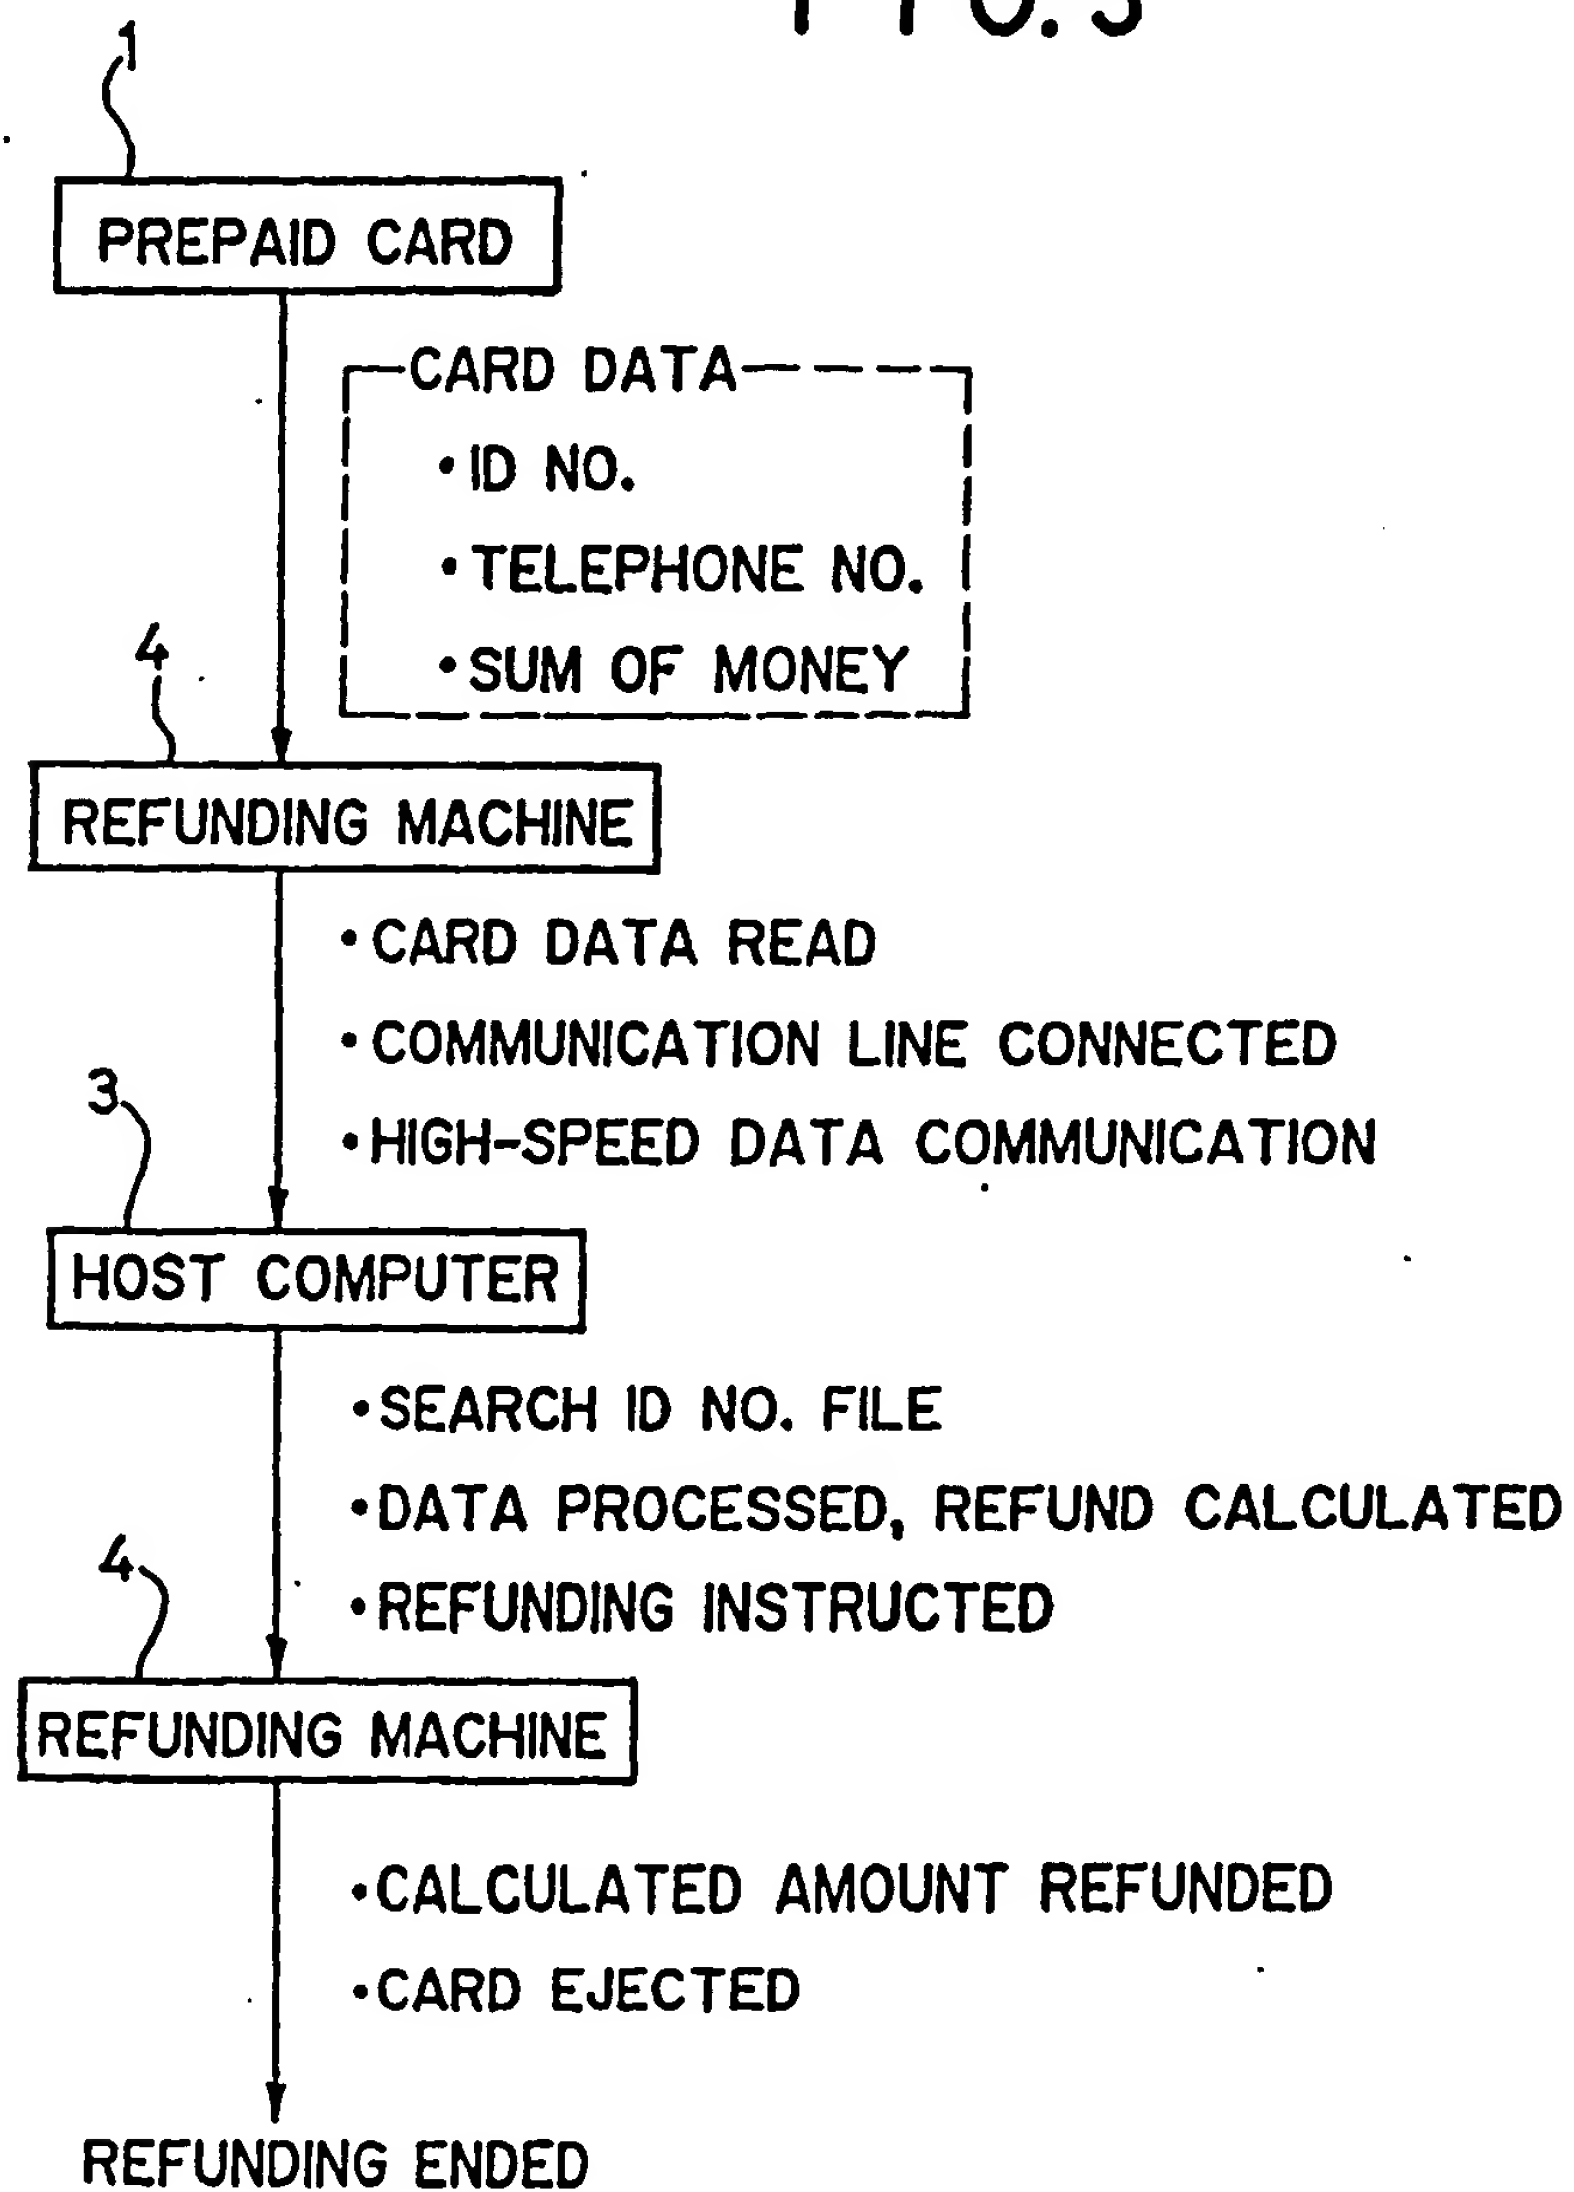 1
PREPAID CARD
CARD DATA
• ID NO.
• TELEPHONE NO.
• SUM OF MONEY
4
REFUNDING MACHINE
• CARD DATA READ
• COMMUNICATION LINE CONNECTED
• HIGH-SPEED DATA COMMUNICATION
3
HOST COMPUTER
• SEARCH ID NO. FILE
• DATA PROCESSED, REFUND CALCULATED
• REFUNDING INSTRUCTED
4
REFUNDING MACHINE
• CALCULATED AMOUNT REFUNDED
• CARD EJECTED
REFUNDING ENDED